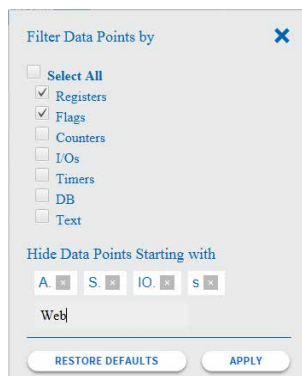 Filter Data Points by
Select All
Registers
Flags
Counters
I/Os
Timers
DB
Text
Hide Data Points Starting with
A. S. IO. s
Web
RESTORE DEFAULTS APPLY